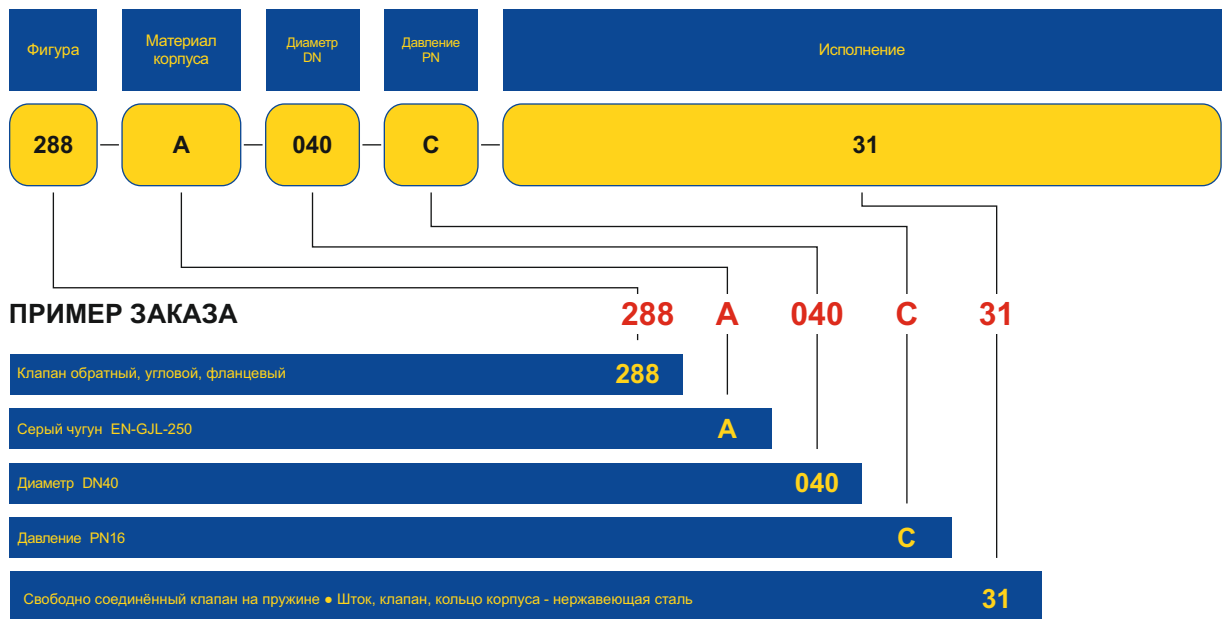 Фигура
Материал
корпуса
Диаметр
DN
Давление
PN
Исполнение
288
A
040
C
31
ПРИМЕР ЗАКАЗА 288 A 040 C 31
Клапан обратный, угловой, фланцевый 288
Серый чугун EN-GJL-250 A
Диаметр DN40 040
Давление PN16 C
Свободно соединённый клапан на пружине ● Шток, клапан, кольцо корпуса - нержавеющая сталь 31